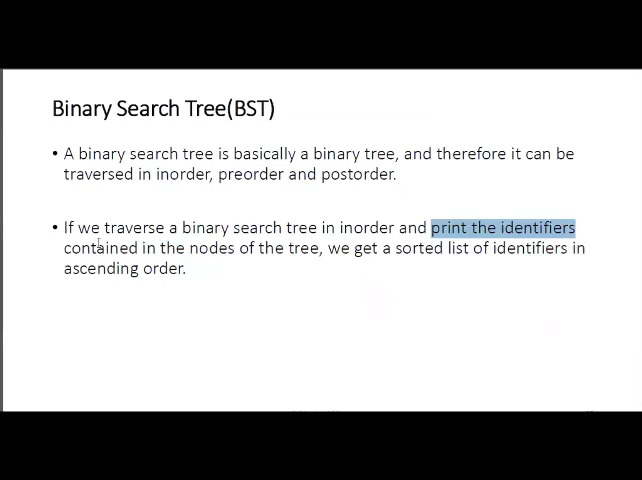 Binary Search Tree(BST)
• A binary search tree is basically a binary tree, and therefore it can be
traversed in inorder, preorder and postorder.
• If we traverse a binary search tree in inorder and print the identifiers
contained in the nodes of the tree, we get a sorted list of identifiers in
ascending order.